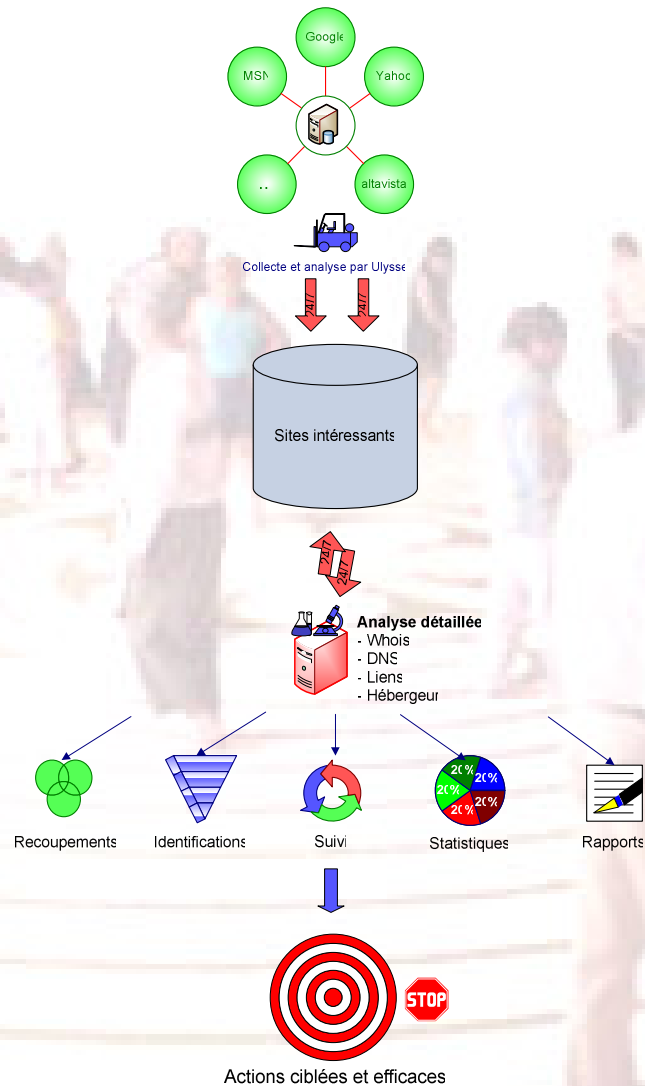 Google
MSN
Yahoo
..
altavista
Collecte et analyse par Ulysse
24/7
24/7
Sites intéressants
24/7
24/7
Analyse détaillée
- Whois
- DNS
- Liens
- Hébergeur
20%
20%
20%
20%
20%
Recoupements
Identifications
Suivi
Statistiques
Rapports
STOP
Actions ciblées et efficaces